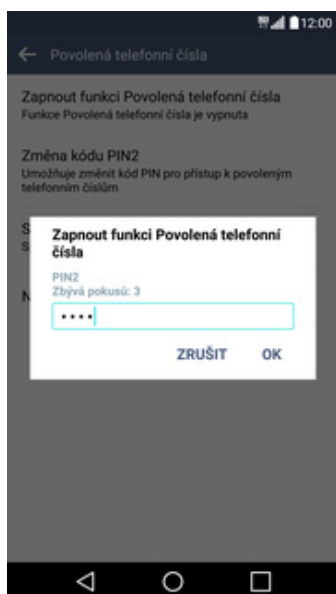 12:00
Povolená telefonní čísla
Zapnout funkci Povolená telefonní čísla
Funkce Povolená telefonní čísla je vypnuta
Změna kódu PIN2
Umožňuje změnit kód PIN pro přístup k povoleným
telefonním číslům
S
S
Zapnout funkci Povolená telefonní
čísla
PIN2
Zbývá pokusů: 3
N
••••
ZRUŠIT OK